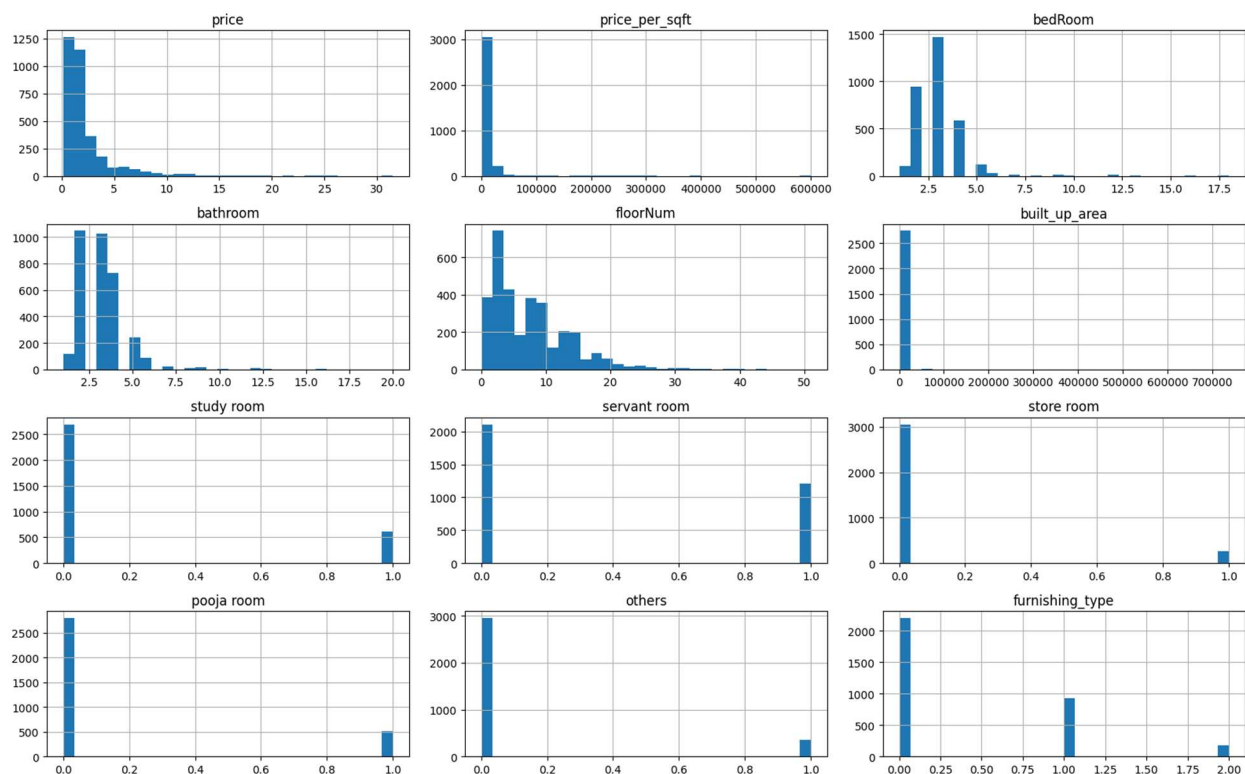 price
1250
1000
750
500
250
0
0 5 10 15 20 25 30
price_per_sqft
3000
2000
1000
0
0 100000 200000 300000 400000 500000 600000
bedRoom
1500
1000
500
0
2.5 5.0 7.5 10.0 12.5 15.0 17.5
bathroom
1000
800
600
400
200
0
2.5 5.0 7.5 10.0 12.5 15.0 17.5 20.0
floorNum
600
400
200
0
0 10 20 30 40 50
built_up_area
2500
2000
1500
1000
500
0
0 100000 200000 300000 400000 500000 600000 700000
study room
2500
2000
1500
1000
500
0
0.0 0.2 0.4 0.6 0.8 1.0
servant room
2000
1500
1000
500
0
0.0 0.2 0.4 0.6 0.8 1.0
store room
3000
2000
1000
0
0.0 0.2 0.4 0.6 0.8 1.0
pooja room
2500
2000
1500
1000
500
0
0.0 0.2 0.4 0.6 0.8 1.0
others
3000
2000
1000
0
0.0 0.2 0.4 0.6 0.8 1.0
furnishing_type
2000
1500
1000
500
0
0.00 0.25 0.50 0.75 1.00 1.25 1.50 1.75 2.00